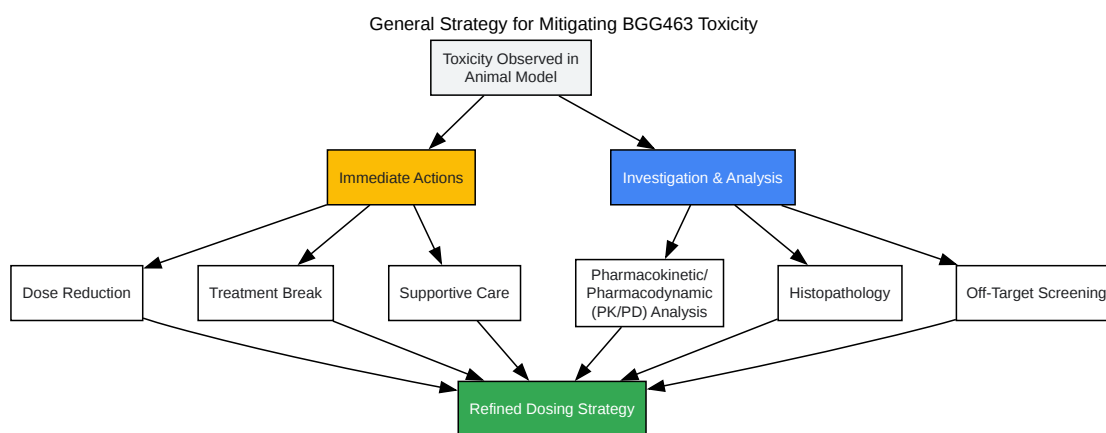 General Strategy for Mitigating BGG463 Toxicity
Toxicity Observed in
Animal Model
Immediate Actions
Investigation & Analysis
Dose Reduction
Treatment Break
Supportive Care
Pharmacokinetic/
Pharmacodynamic
(PK/PD) Analysis
Histopathology
Off-Target Screening
Refined Dosing Strategy